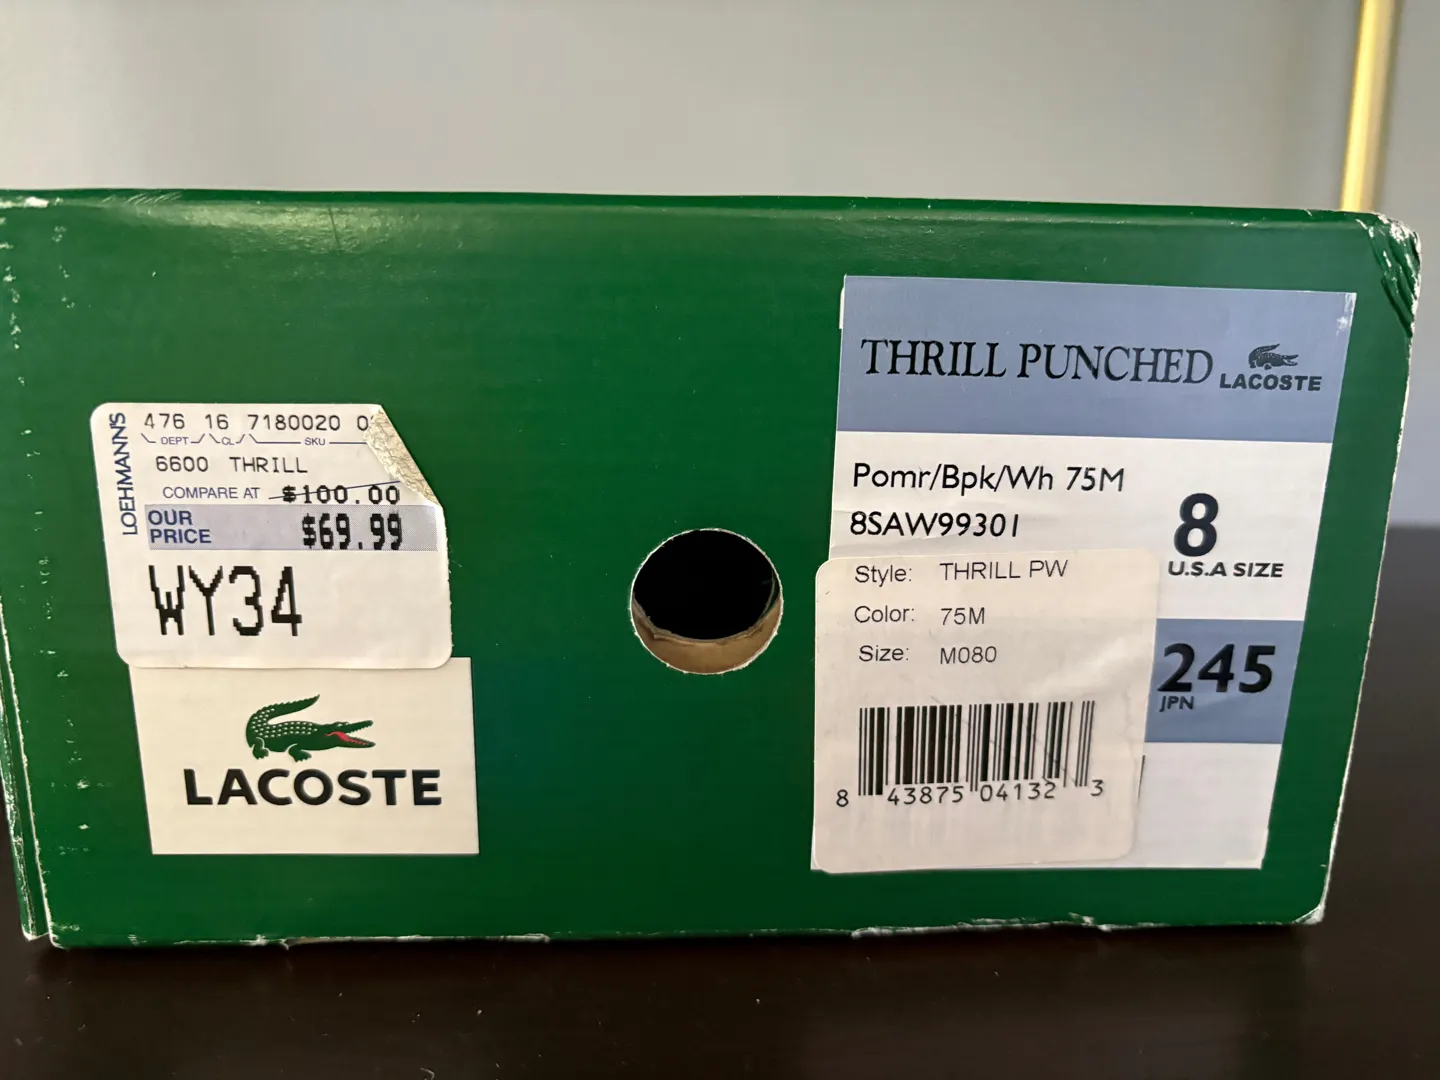 LOEHMANNS
476 16 7180020
DEPT CL SKU
6600 THRILL
COMPARE AT $100.00
OUR PRICE $69.99
WY34
LACOSTE
THRILL PUNCHED LACOSTE
Pomr/Bpk/Wh 75M
8SAW99301
8
U.S.A SIZE
Style: THRILL PW
Color: 75M
Size: M080
245
JPN
8 43875 04132 3